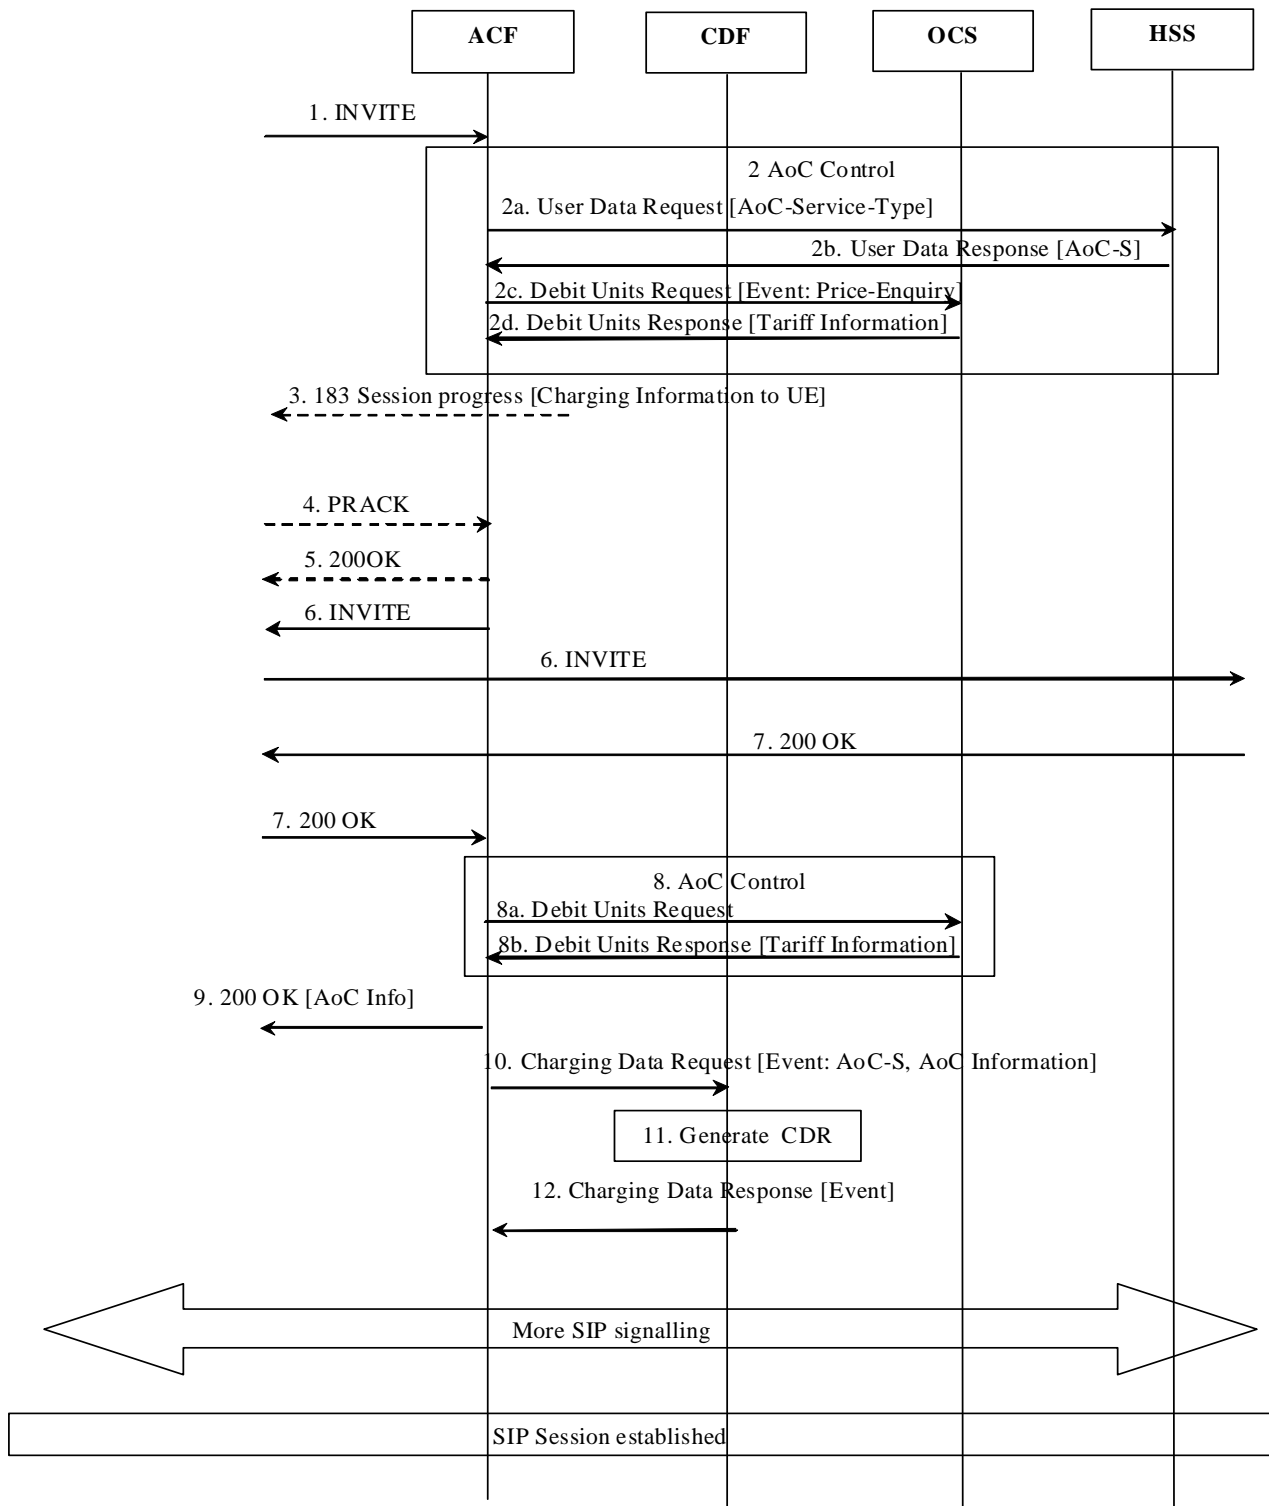 ACF CDF OCS HSS
1. INVITE
2 AoC Control
2a. User Data Request [AoC-Service-Type]
2b. User Data Response [AoC-S]
2c. Debit Units Request [Event: Price-Enquiry]
2d. Debit Units Response [Tariff Information]
3. 183 Session progress [Charging Information to UE]
4. PRACK
5. 200OK
6. INVITE
6. INVITE
7. 200 OK
7. 200 OK
8. AoC Control
8a. Debit Units Request
8b. Debit Units Response [Tariff Information]
9. 200 OK [AoC Info]
10. Charging Data Request [Event: AoC-S, AoC Information]
11. Generate CDR
12. Charging Data Response [Event]
More SIP signalling
SIP Session established